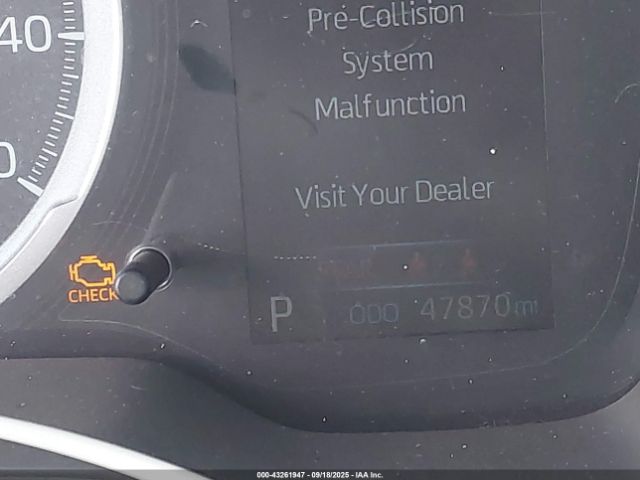 40
0
Pre-Collision
System
Malfunction
Visit Your Dealer
CHECK
P 000 47870 mi
000-43261947 - 09/18/2025 - IAA Inc.